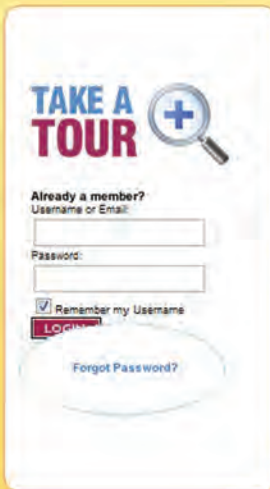 TAKE A
TOUR
Already a member?
Username or Email:
Password:
Remember my Username
LOGIN
Forgot Password?